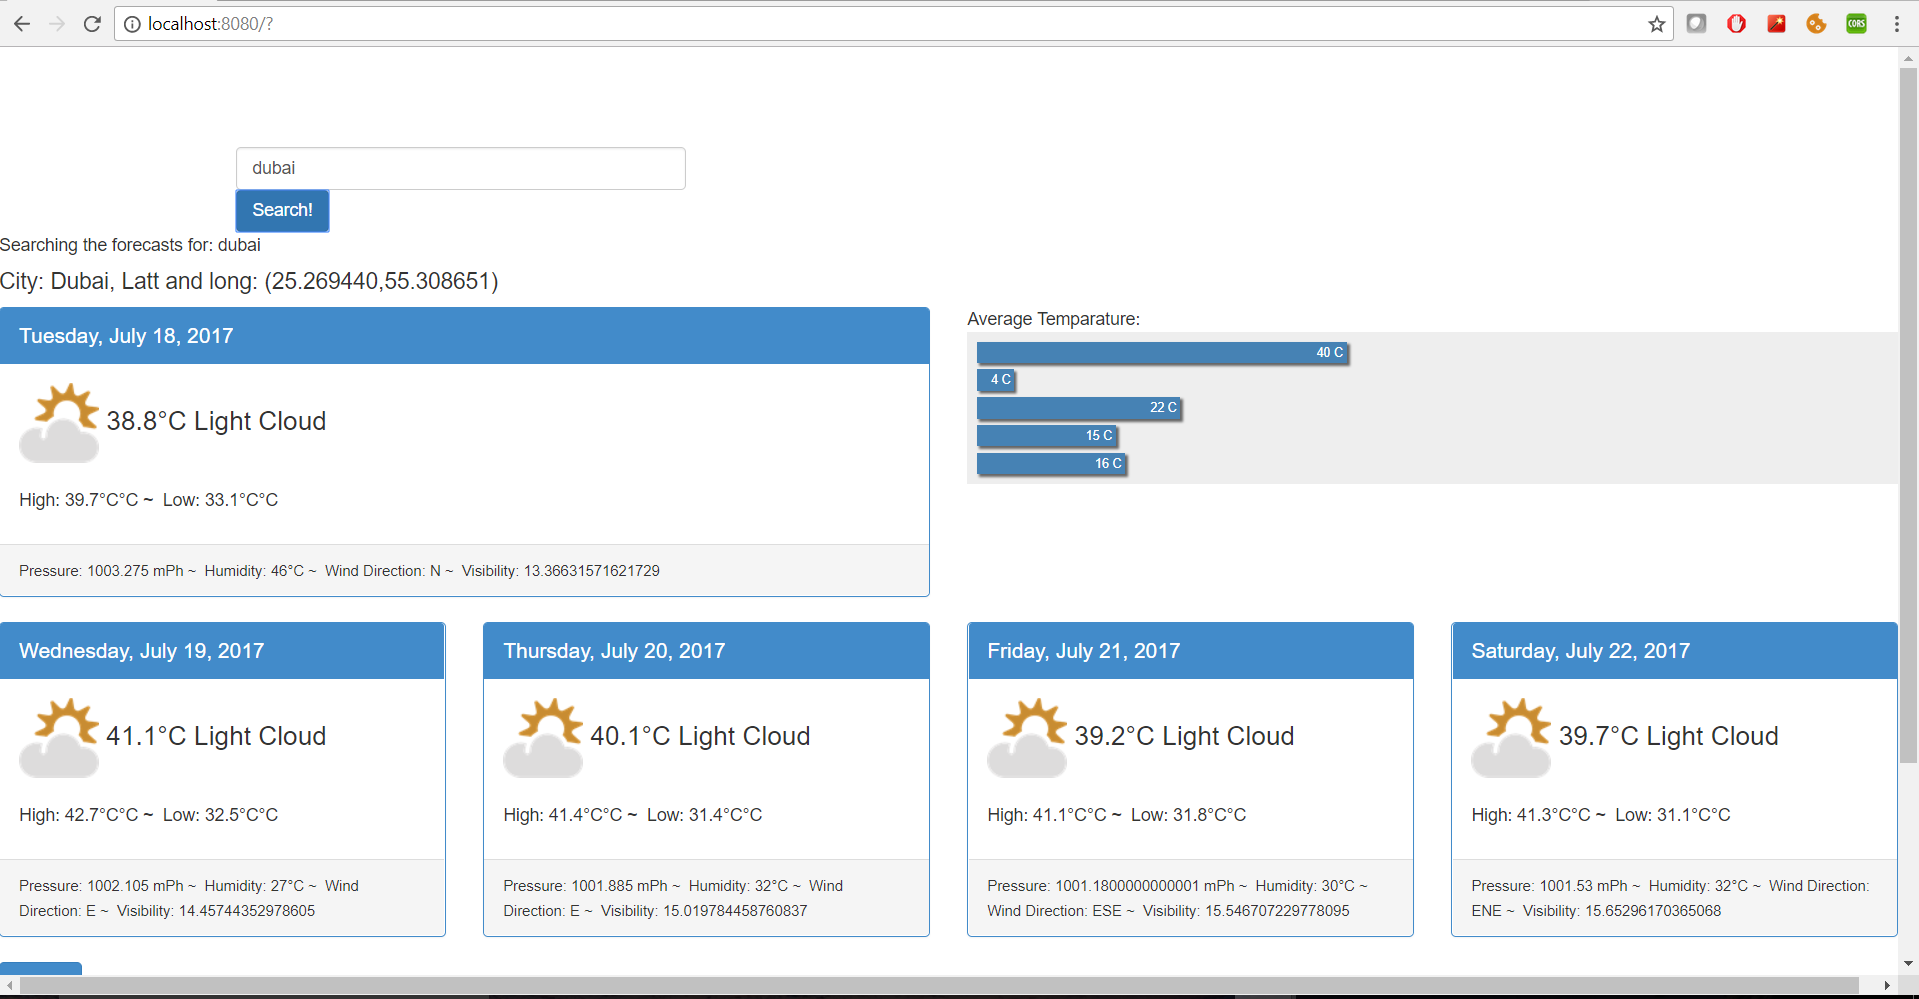 localhost:8080/?
CORS
dubai
Search!
Searching the forecasts for: dubai
City: Dubai, Latt and long: (25.269440,55.308651)
Tuesday, July 18, 2017
38.8°C Light Cloud
High: 39.7°C°C ~ Low: 33.1°C°C
Pressure: 1003.275 mPh ~ Humidity: 46°C ~ Wind Direction: N ~ Visibility: 13.36631571621729
Average Temparature:
40 C
4 C
22 C
15 C
16 C
Wednesday, July 19, 2017
41.1°C Light Cloud
High: 42.7°C°C ~ Low: 32.5°C°C
Pressure: 1002.105 mPh ~ Humidity: 27°C ~ Wind
Direction: E ~ Visibility: 14.45744352978605
Thursday, July 20, 2017
40.1°C Light Cloud
High: 41.4°C°C ~ Low: 31.4°C°C
Pressure: 1001.885 mPh ~ Humidity: 32°C ~ Wind
Direction: E ~ Visibility: 15.019784458760837
Friday, July 21, 2017
39.2°C Light Cloud
High: 41.1°C°C ~ Low: 31.8°C°C
Pressure: 1001.1800000000001 mPh ~ Humidity: 30°C ~
Wind Direction: ESE ~ Visibility: 15.546707229778095
Saturday, July 22, 2017
39.7°C Light Cloud
High: 41.3°C°C ~ Low: 31.1°C°C
Pressure: 1001.53 mPh ~ Humidity: 32°C ~ Wind Direction:
ENE ~ Visibility: 15.65296170365068